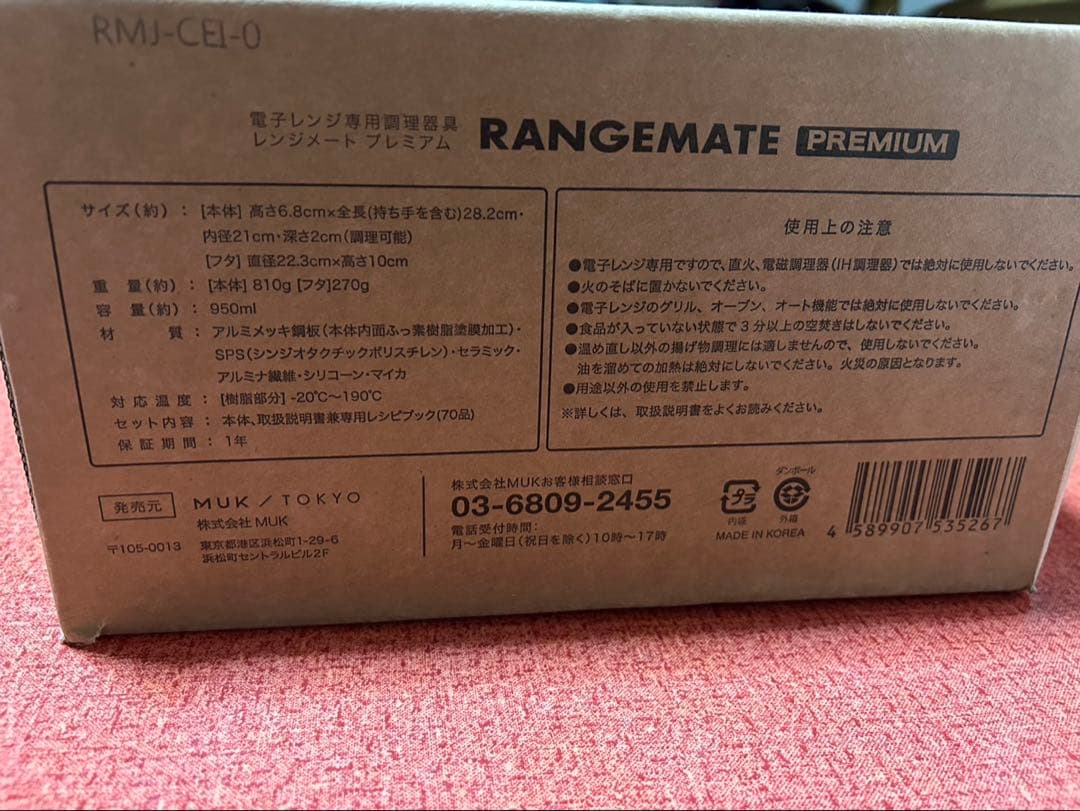 RMJ-CEI-0
電子レンジ専用調理器具
レンジメート プレミアム
RANGEMATE PREMIUM
サイズ(約): [本体] 高さ6.8cm×全長(持ち手を含む)28.2cm・
内径21cm・深さ2cm(調理可能)
[フタ] 直径22.3cm×高さ10cm
重量(約): [本体] 810g [フタ]270g
容量(約): 950ml
材質: アルミメッキ鋼板(本体内面ふっ素樹脂塗膜加工)・
SPS(シンジオタクチックポリスチレン)・セラミック・
アルミナ繊維・シリコーン・マイカ
対応温度: [樹脂部分] -20℃〜190℃
セット内容: 本体、取扱説明書兼専用レシピブック(70品)
保証期間: 1年
使用上の注意
●電子レンジ専用ですので、直火、電磁調理器(IH調理器)では絶対に使用しないでください。
●火のそばに置かないでください。
●電子レンジのグリル、オーブン、オート機能では絶対に使用しないでください。
●食品が入っていない状態で3分以上の空焚きはしないでください。
●温め直し以外の揚げ物調理には適しませんので、使用しないでください。
油を溜めての加熱は絶対にしないでください。火災の原因となります。
●用途以外の使用を禁止します。
※詳しくは、取扱説明書をよくお読みください。
発売元
MUK / TOKYO
株式会社 MUK
〒105-0013 東京都港区浜松町1-29-6
浜松町セントラルビル2F
株式会社MUKお客様相談窓口
03-6809-2455
電話受付時間:
月〜金曜日(祝日を除く)10時〜17時
プラ
内盛
ダンボール
外箱
MADE IN KOREA
4 589907 535267